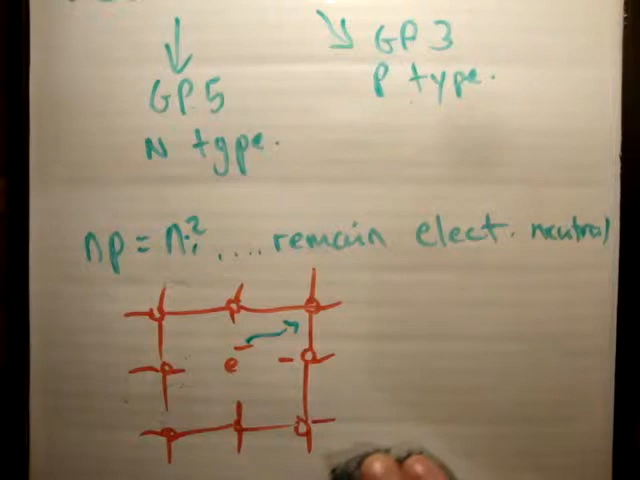 GP 5
N type.
GP 3
P type.
np = ni² .... remain elect. neutral
e⁻